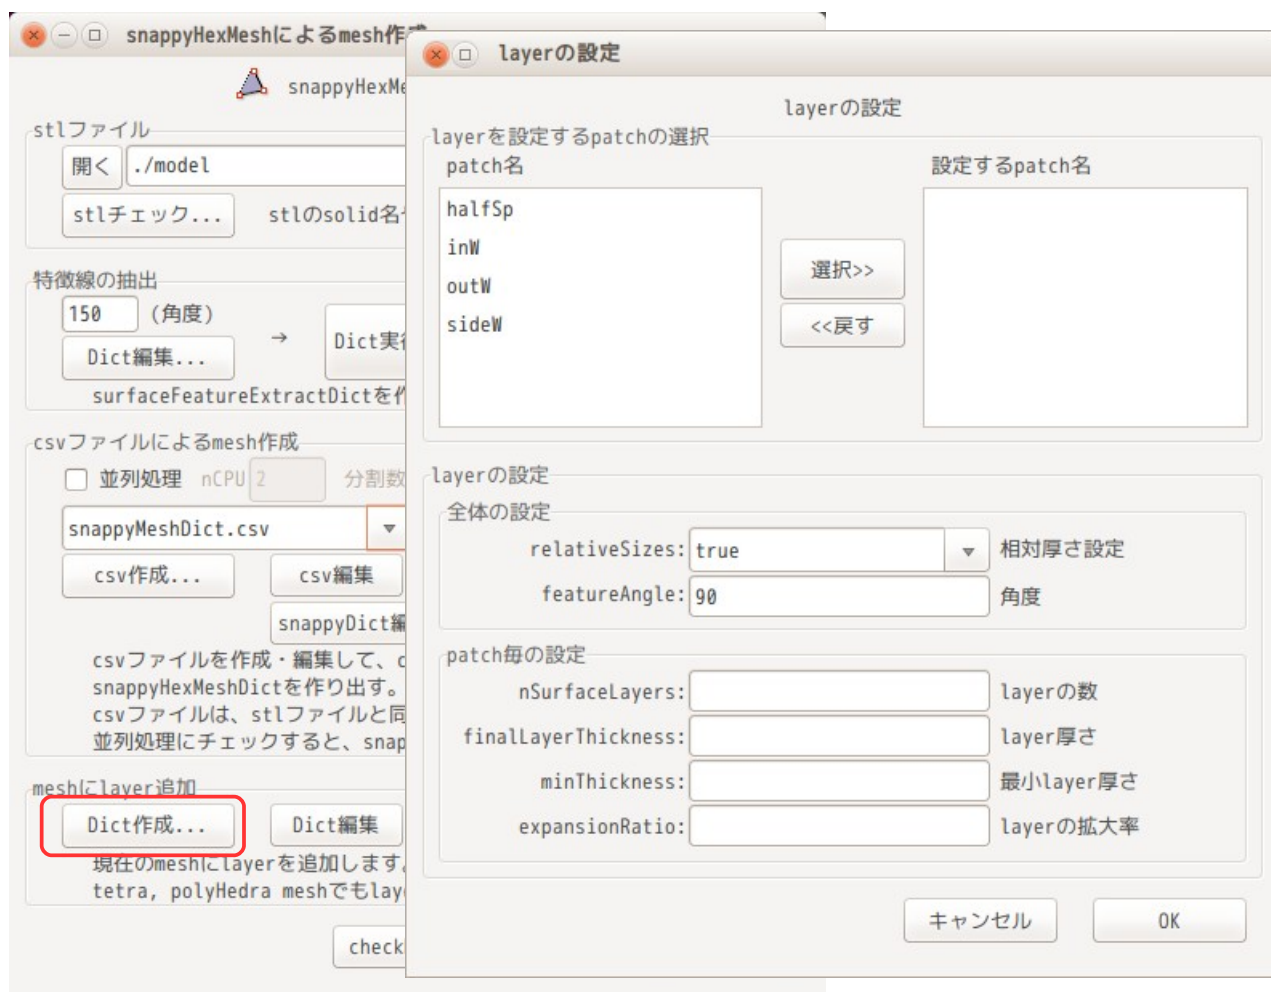 snappyHexMeshによるmesh作成
snappyHexMe
stlファイル
開く ./model
stlチェック... stlのsolid名
特徴線の抽出
150 (角度)
→ Dict実行
Dict編集...
surfaceFeatureExtractDictを作
csvファイルによるmesh作成
並列処理 nCPU 2 分割数
snappyMeshDict.csv
csv作成... csv編集
snappyDict編
csvファイルを作成・編集して、c
snappyHexMeshDictを作り出す。
csvファイルは、stlファイルと同
並列処理にチェックすると、snap
meshにlayer追加
Dict作成... Dict編集
現在のmeshにlayerを追加します。
tetra, polyHedra meshでもlay
check
layerの設定
layerの設定
layerを設定するpatchの選択
patch名 設定するpatch名
halfSp
inW
outW
sideW
選択>>
<<戻す
layerの設定
全体の設定
relativeSizes: true 相対厚さ設定
featureAngle: 90 角度
patch毎の設定
nSurfaceLayers: layerの数
finalLayerThickness: layer厚さ
minThickness: 最小layer厚さ
expansionRatio: layerの拡大率
キャンセル OK